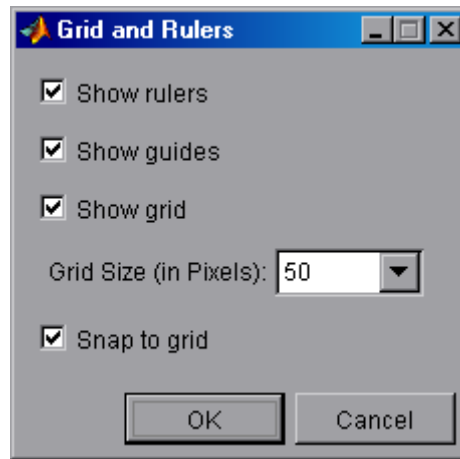 Grid and Rulers
Show rulers
Show guides
Show grid
Grid Size (in Pixels): 50
Snap to grid
OK Cancel